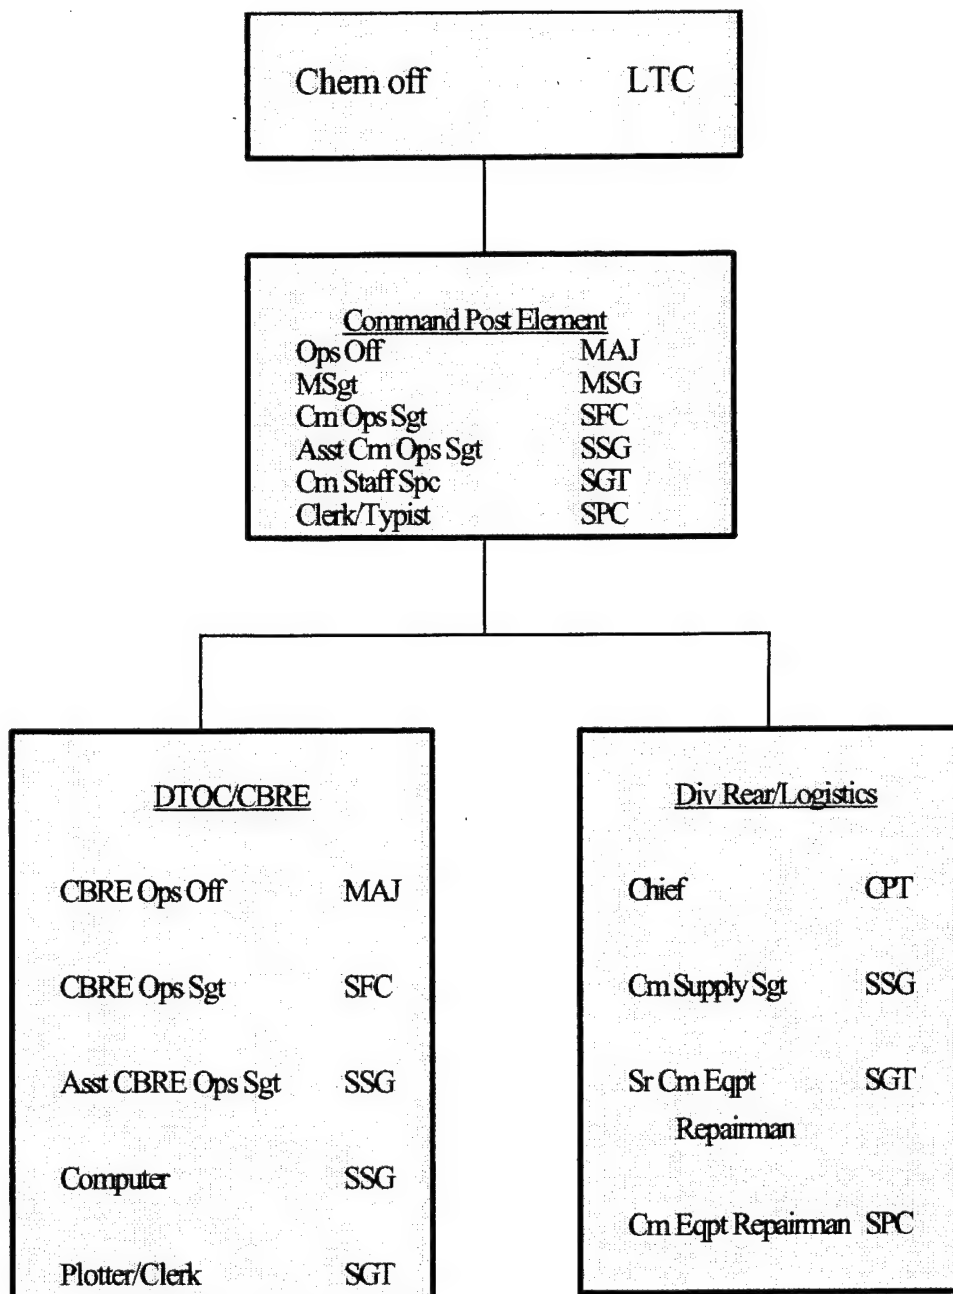 Chem off LTC
Command Post Element
Ops Off MAJ
MSgt MSG
Cm Ops Sgt SFC
Asst Cm Ops Sgt SSG
Cm Staff Spc SGT
Clerk/Typist SPC
DTOC/CBRE
CBRE Ops Off MAJ
CBRE Ops Sgt SFC
Asst CBRE Ops Sgt SSG
Computer SSG
Plotter/Clerk SGT
Div Rear/Logistics
Chief CPT
Cm Supply Sgt SSG
Sr Cm Eqpt SGT
Repairman
Cm Eqpt Repairman SPC